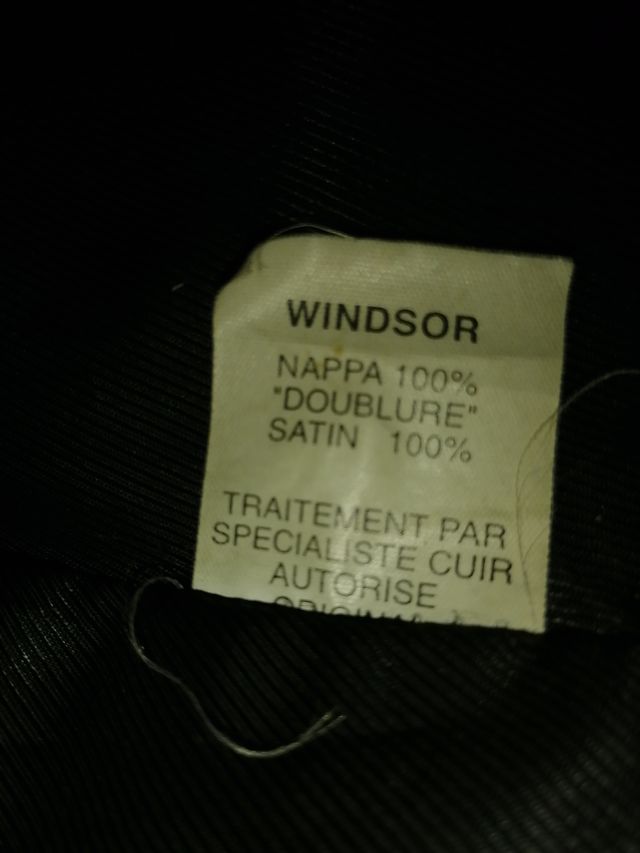 WINDSOR
NAPPA 100%
"DOUBLURE"
SATIN 100%
TRAITEMENT PAR
SPECIALISTE CUIR
AUTORISE